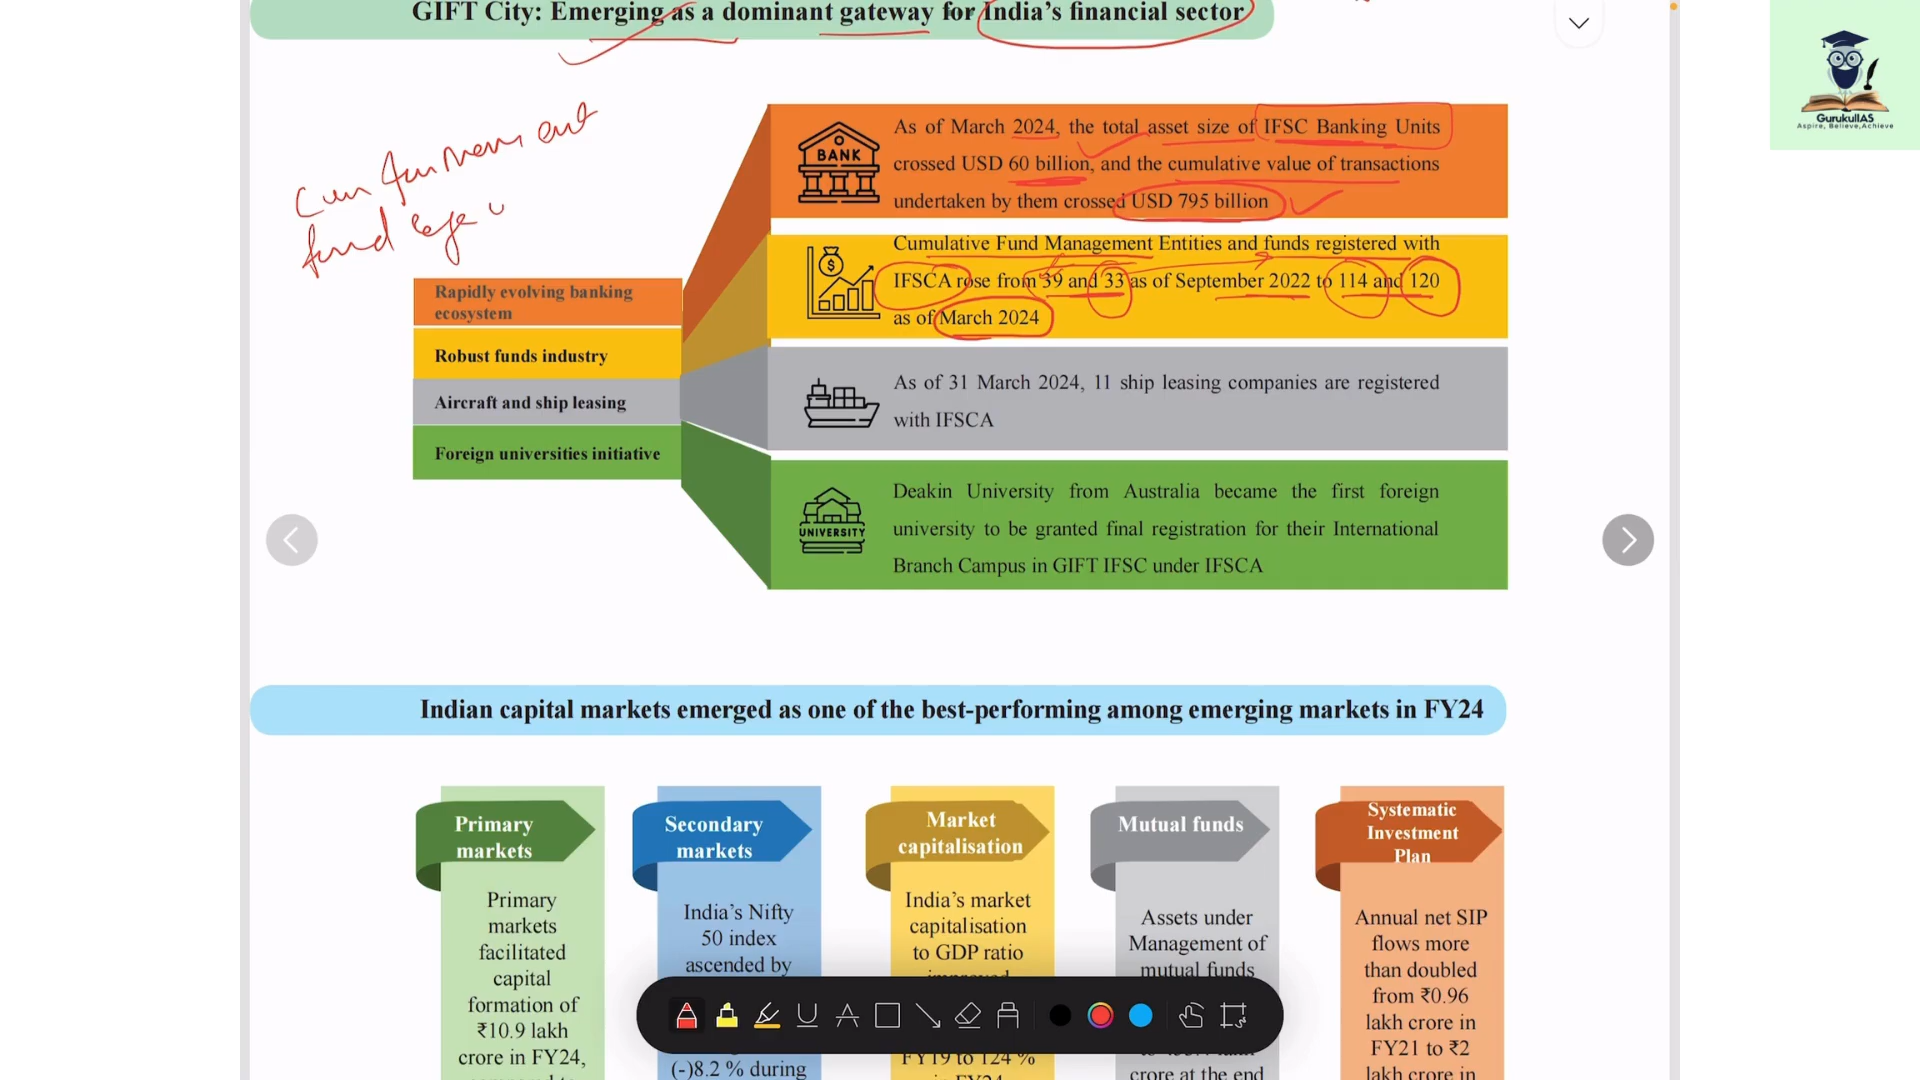 GIFT City: Emerging as a dominant gateway for India's financial sector
GurukulIAS
Aspire, Believe, Achieve
fund
BANK
As of March 2024, the total asset size of IFSC Banking Units
crossed USD 60 billion, and the cumulative value of transactions
undertaken by them crossed USD 795 billion
$
Cumulative Fund Management Entities and funds registered with
IFSCA rose from 39 and 33 as of September 2022 to 114 and 120
as of March 2024
Rapidly evolving banking
ecosystem
Robust funds industry
Aircraft and ship leasing
Foreign universities initiative
As of 31 March 2024, 11 ship leasing companies are registered
with IFSCA
UNIVERSITY
Deakin University from Australia became the first foreign
university to be granted final registration for their International
Branch Campus in GIFT IFSC under IFSCA
Indian capital markets emerged as one of the best-performing among emerging markets in FY24
Primary
markets
Primary
markets
facilitated
capital
formation of
₹10.9 lakh
crore in FY24,
Secondary
markets
India's Nifty
50 index
ascended by
(-)8.2 % during
Market
capitalisation
India's market
capitalisation
to GDP ratio
improved
FY19 to 124 %
in FY24
Mutual funds
Assets under
Management of
mutual funds
crore at the end
Systematic
Investment
Plan
Annual net SIP
flows more
than doubled
from ₹0.96
lakh crore in
FY21 to ₹2
lakh crore in